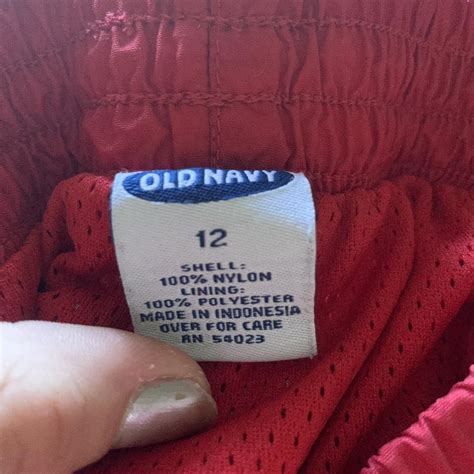 OLD NAVY
12
SHELL:
100% NYLON
LINING:
100% POLYESTER
MADE IN INDONESIA
OVER FOR CARE
RN 54023